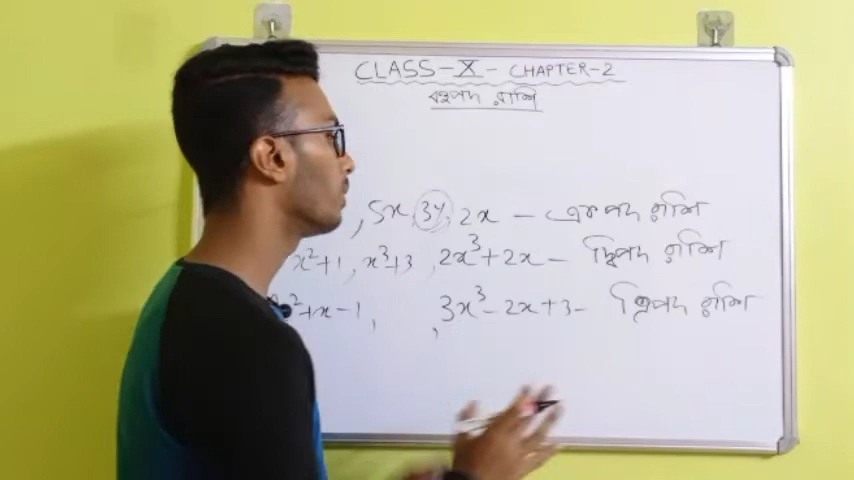 CLASS-X- CHAPTER-2
বহুপদ ৰাশি
, 5x, 3y, 2x - একপদ ৰাশি
x²+1, x³+3, 2x³+2x - দ্বিপদ ৰাশি
²+x-1, , 3x³-2x+3- ত্ৰিপদ ৰাশি